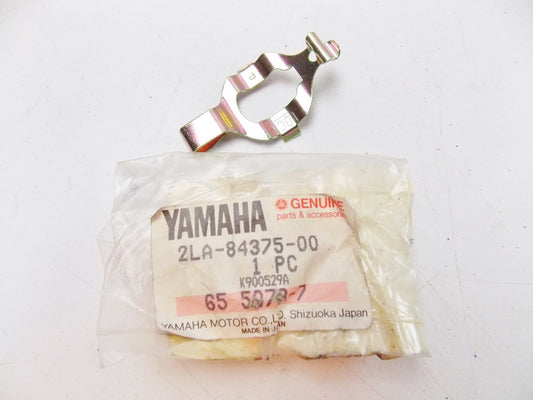 YAMAHA
GENUINE
parts & accessories
2LA-84375-00
1 PC
K900529A
65 5878-7
YAMAHA MOTOR CO., LTD. Shizuoka Japan
MADE IN JAPAN